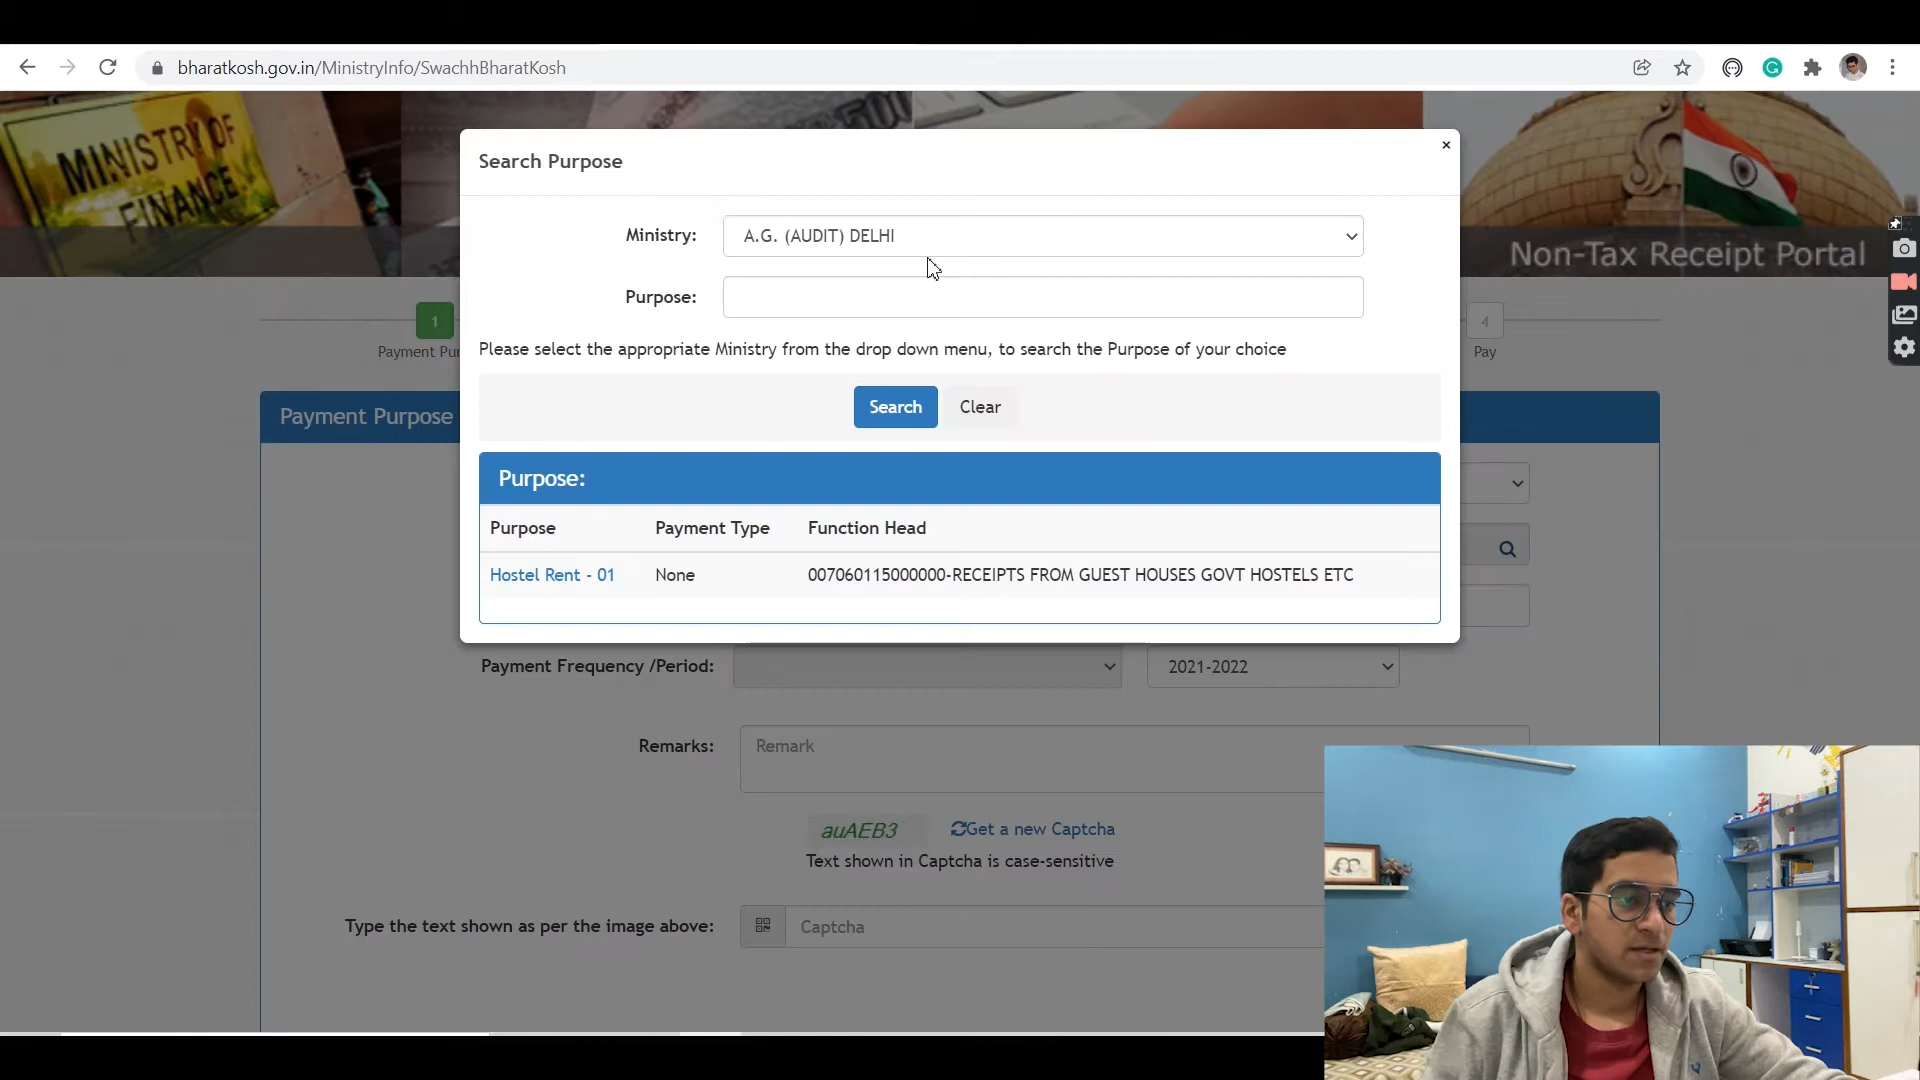 bharatkosh.gov.in/MinistryInfo/SwachhBharatKosh
MINISTRY OF
FINANCE
Non-Tax Receipt Portal
Search Purpose
×
Ministry:
A.G. (AUDIT) DELHI
Purpose:
Please select the appropriate Ministry from the drop down menu, to search the Purpose of your choice
Search
Clear
Purpose:
Purpose
Payment Type
Function Head
Hostel Rent - 01
None
007060115000000-RECEIPTS FROM GUEST HOUSES GOVT HOSTELS ETC
1
4
Pay
Payment Purpose
Payment Frequency /Period:
2021-2022
Remarks:
Remark
auAEB3
Get a new Captcha
Text shown in Captcha is case-sensitive
Type the text shown as per the image above:
Captcha